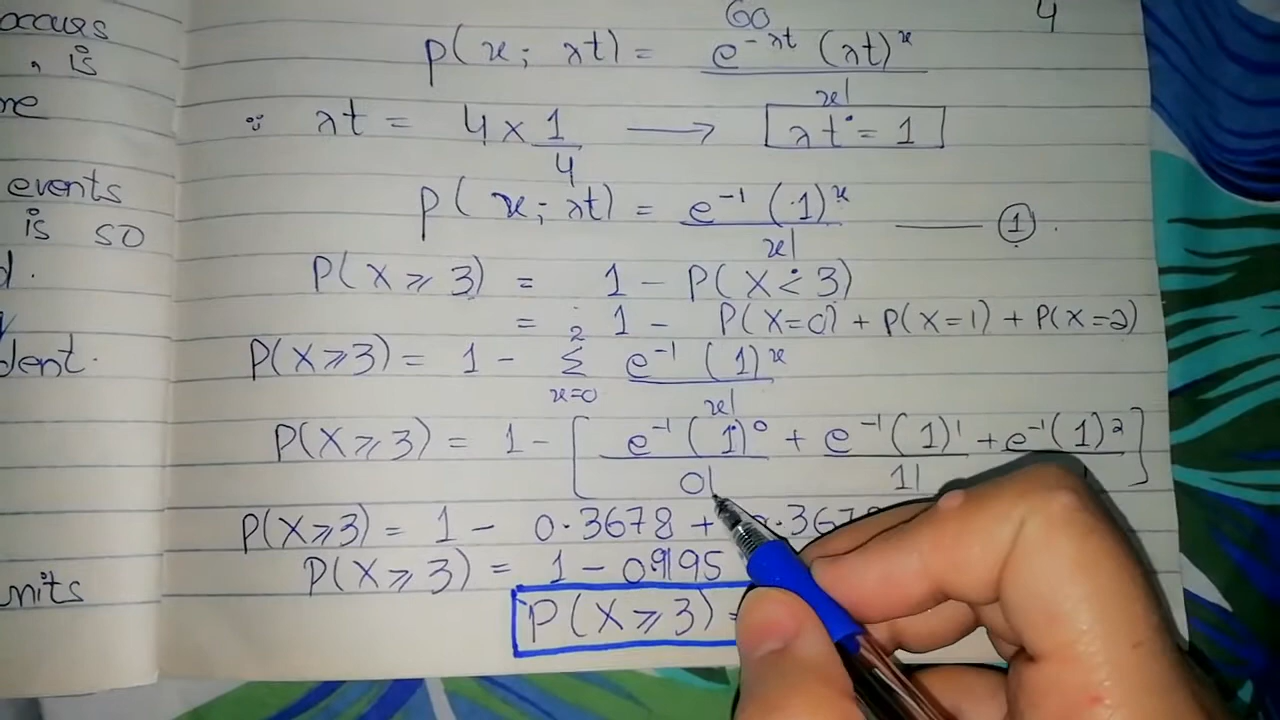 occurs
, is
re
events
is so
d.
dent.
nits
60
4
p(x; λt) = e^-λt (λt)^x / x!
∵ λt = 4 × 1/4 → λt = 1
p(x; λt) = e^-1 (1)^x / x! —— ①.
P(X ≥ 3) = 1 - P(X < 3)
= 1 - P(X=0) + P(X=1) + P(X=2)
P(X≥3) = 1 - Σ_{x=0}^{2} e^-1 (1)^x / x!
P(X≥3) = 1 - [ e^-1 (1)^0 / 0! + e^-1 (1)^1 / 1! + e^-1 (1)^2 / ! ]
P(X≥3) = 1 - 0.3678 + 0.3678
P(X≥3) = 1 - 0.9195
P(X≥3) =